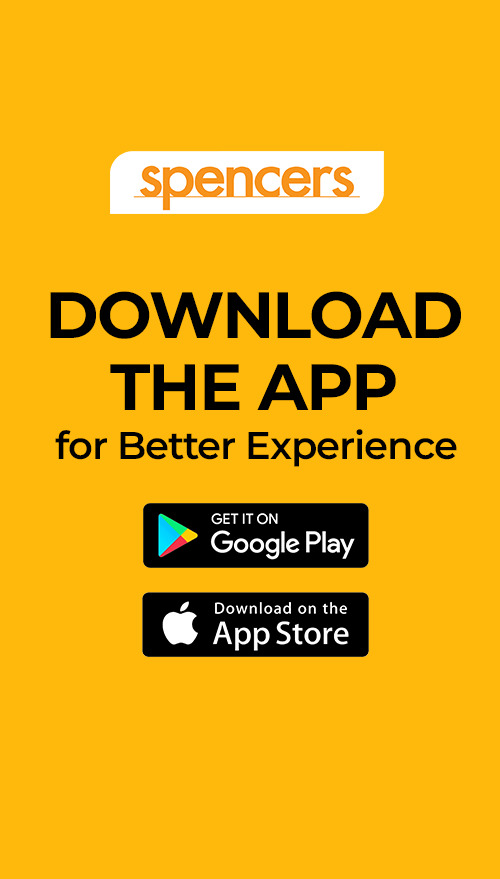 spencers
DOWNLOAD
THE APP
for Better Experience
GET IT ON
Google Play
Download on the
App Store